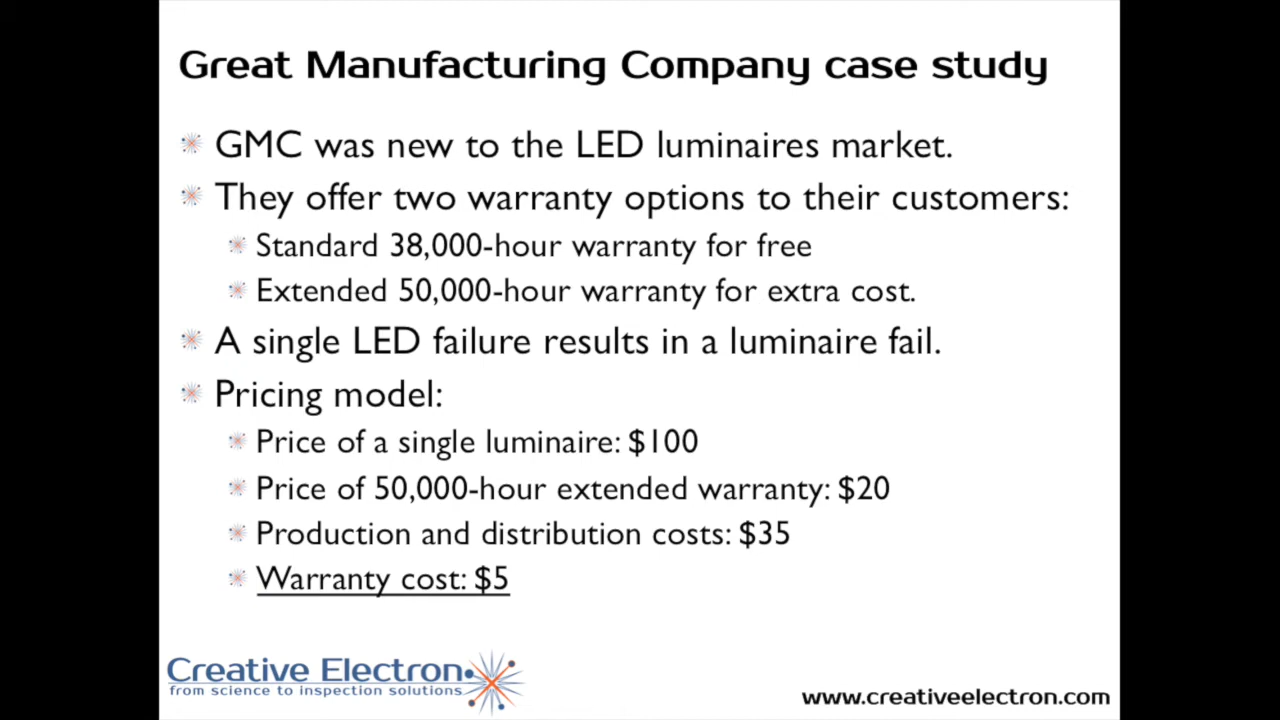 Great Manufacturing Company case study
GMC was new to the LED luminaires market.
They offer two warranty options to their customers:
Standard 38,000-hour warranty for free
Extended 50,000-hour warranty for extra cost.
A single LED failure results in a luminaire fail.
Pricing model:
Price of a single luminaire: $100
Price of 50,000-hour extended warranty: $20
Production and distribution costs: $35
Warranty cost: $5
Creative Electron
from science to inspection solutions
www.creativeelectron.com